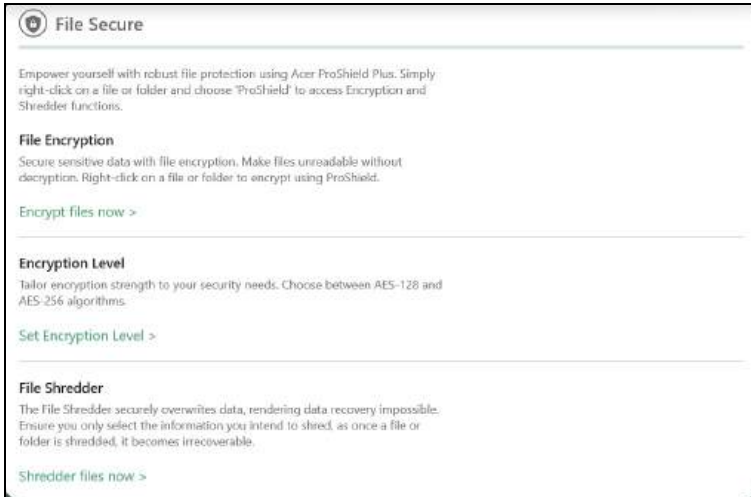 File Secure
Empower yourself with robust file protection using Acer ProShield Plus. Simply
right-click on a file or folder and choose 'ProShield' to access Encryption and
Shredder functions.
File Encryption
Secure sensitive data with file encryption. Make files unreadable without
decryption. Right-click on a file or folder to encrypt using ProShield.
Encrypt files now >
Encryption Level
Tailor encryption strength to your security needs. Choose between AES-128 and
AES-256 algorithms.
Set Encryption Level >
File Shredder
The File Shredder securely overwrites data, rendering data recovery impossible.
Ensure you only select the information you intend to shred, as once a file or
folder is shredded, it becomes irrecoverable.
Shredder files now >